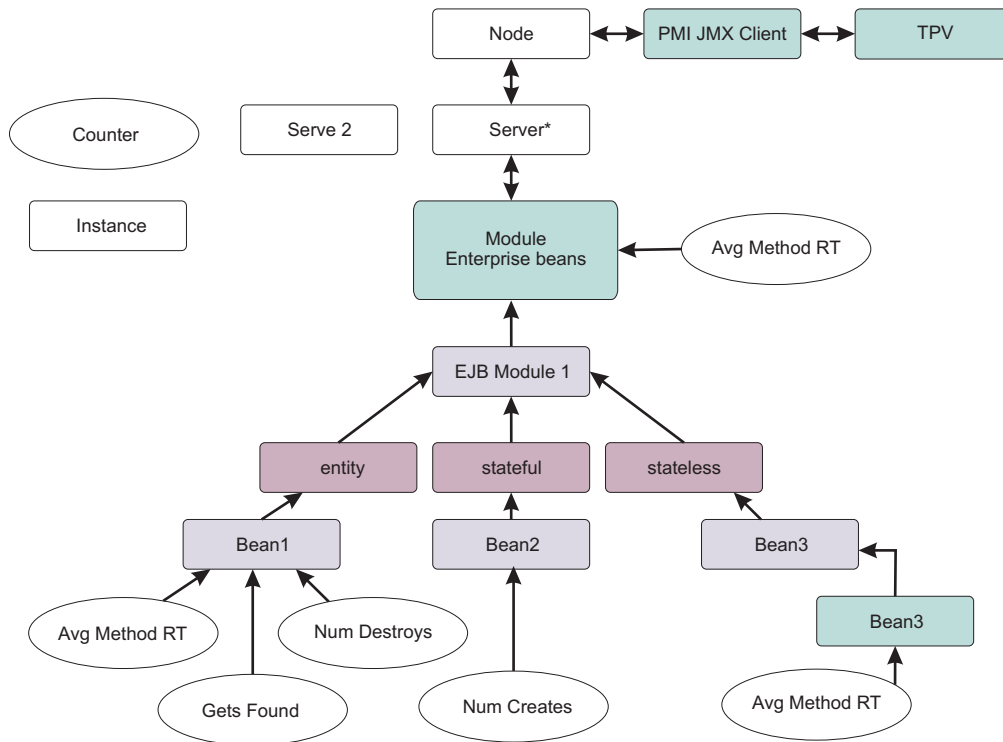 Node
PMI JMX Client
TPV
Counter
Serve 2
Server*
Instance
Module
Enterprise beans
Avg Method RT
EJB Module 1
entity
stateful
stateless
Bean1
Bean2
Bean3
Avg Method RT
Num Destroys
Bean3
Gets Found
Num Creates
Avg Method RT